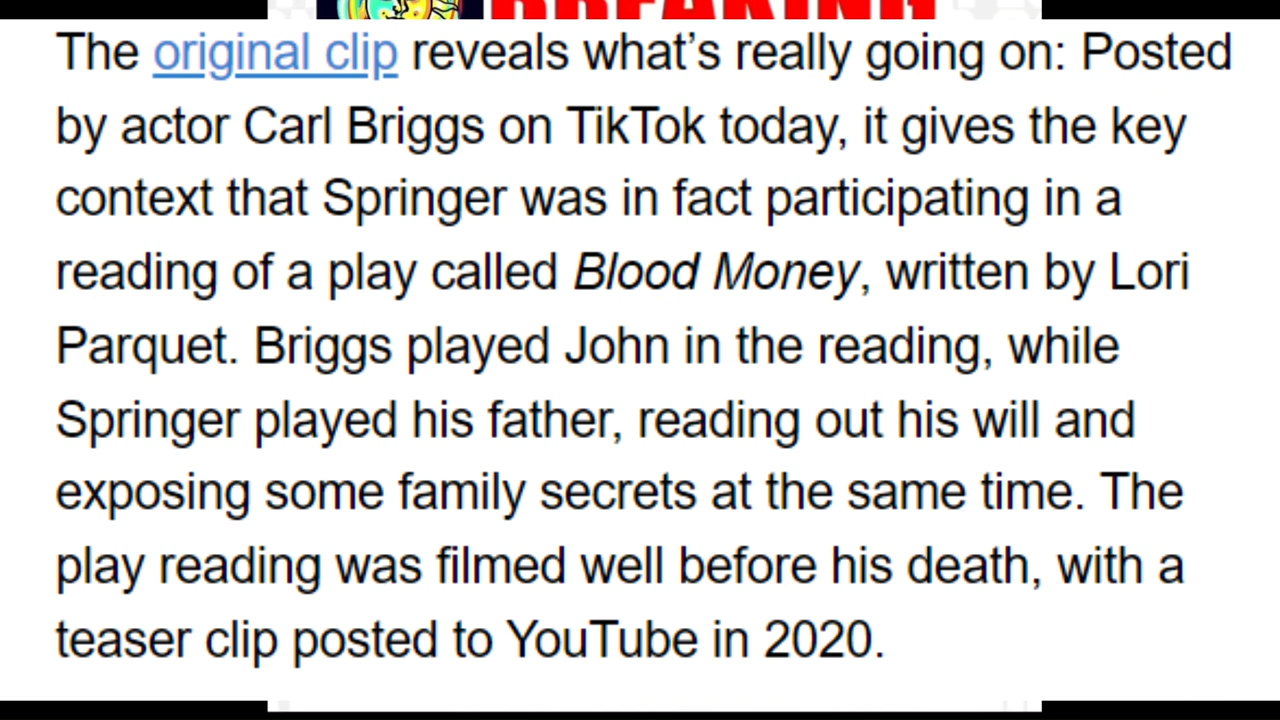 BREAKING
The original clip reveals what’s really going on: Posted
by actor Carl Briggs on TikTok today, it gives the key
context that Springer was in fact participating in a
reading of a play called Blood Money, written by Lori
Parquet. Briggs played John in the reading, while
Springer played his father, reading out his will and
exposing some family secrets at the same time. The
play reading was filmed well before his death, with a
teaser clip posted to YouTube in 2020.